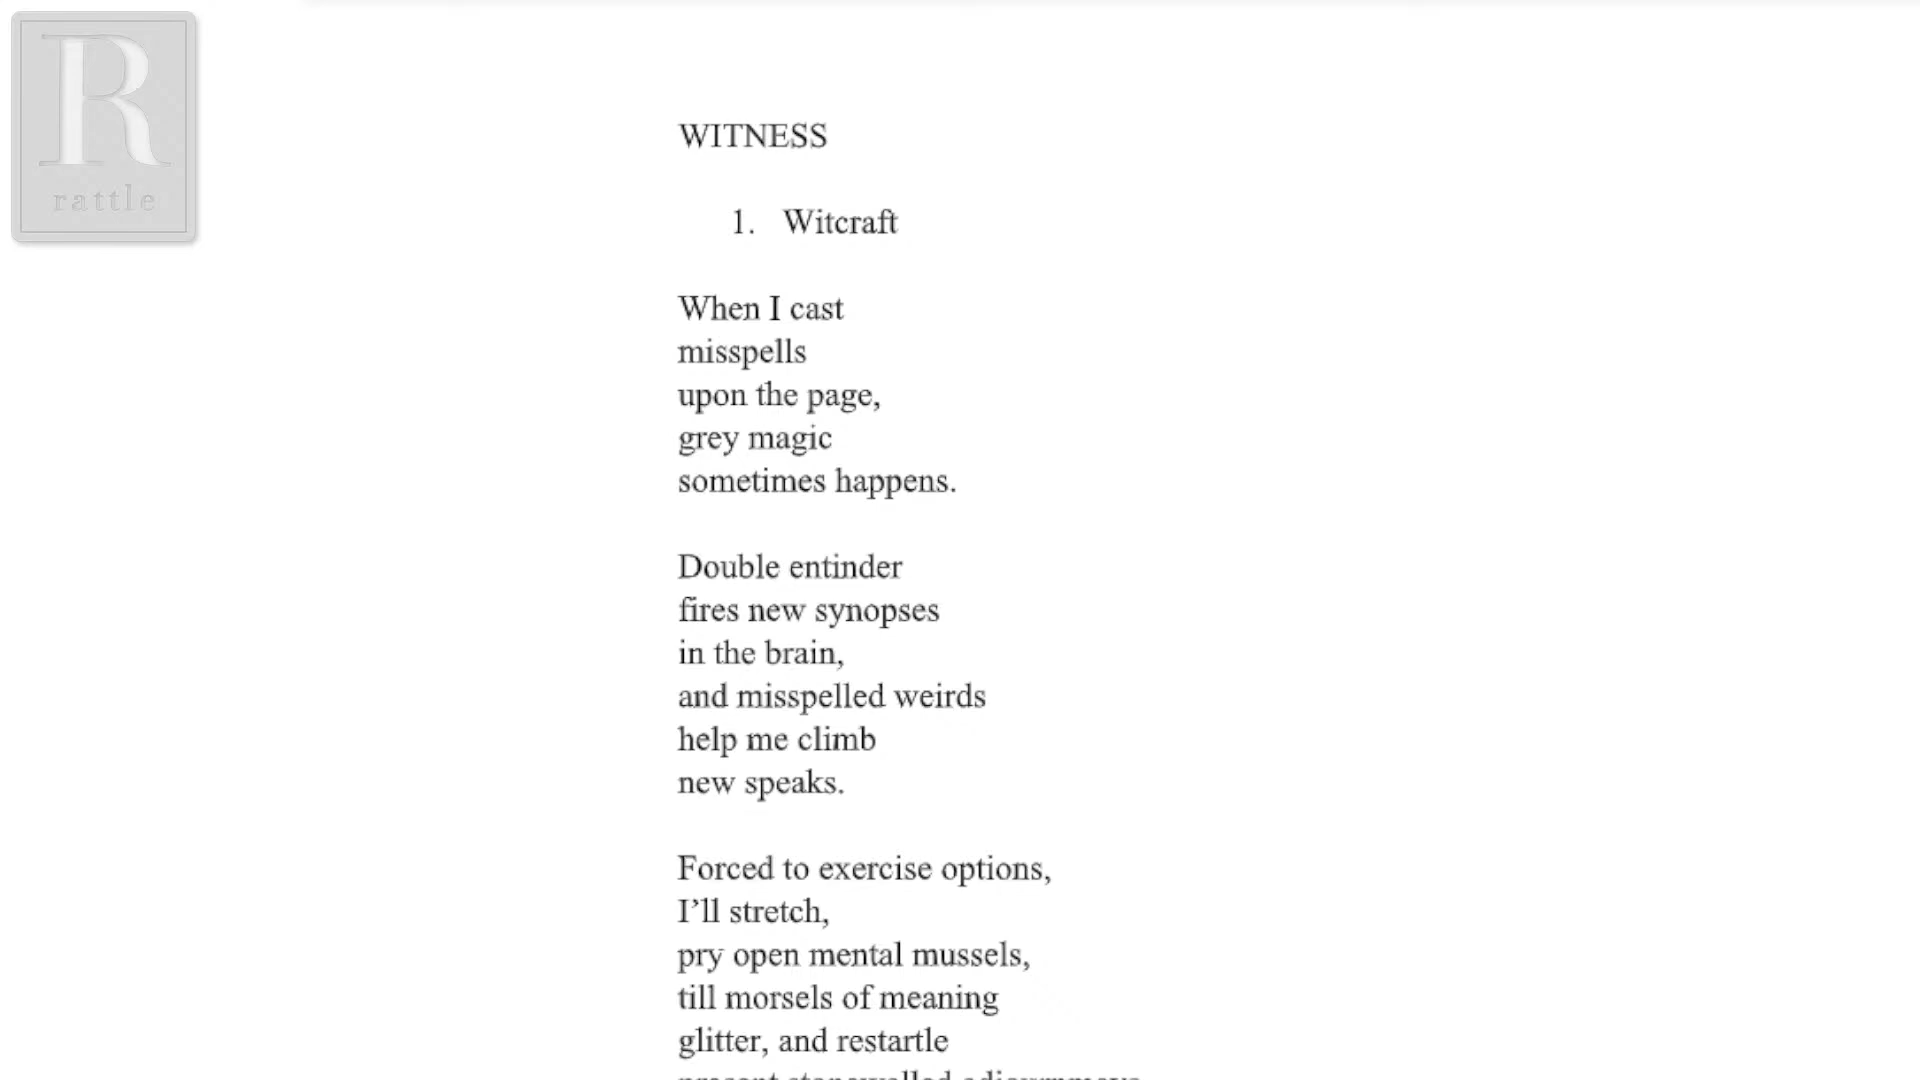 R
rattle
WITNESS
1. Witcraft
When I cast
misspells
upon the page,
grey magic
sometimes happens.
Double entinder
fires new synopses
in the brain,
and misspelled weirds
help me climb
new speaks.
Forced to exercise options,
I’ll stretch,
pry open mental mussels,
till morsels of meaning
glitter, and restartle